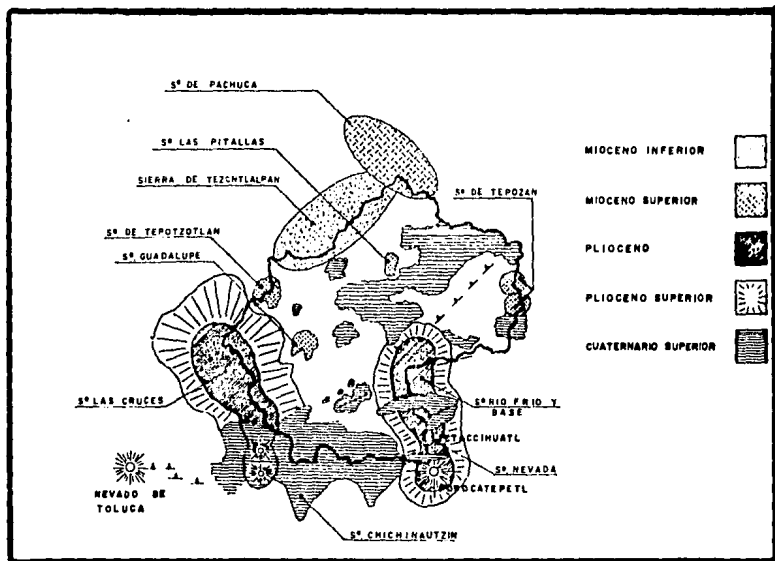 Sª DE PACHUCA
Sª LAS PITALLAS
SIERRA DE TEZCHTLALPAN
Sª DE TEPOZAN
Sª DE TEPOTZOTLAN
Sª GUADALUPE
MIOCENO INFERIOR
MIOCENO SUPERIOR
PLIOCENO
PLIOCENO SUPERIOR
CUATERNARIO SUPERIOR
Sª LAS CRUCES
Sª RIO FRIO Y
BASE
IZTACCIHUATL
Sª NEVADA
POPOCATEPETL
NEVADO DE
TOLUCA
Sª CHICHINAUTZIN